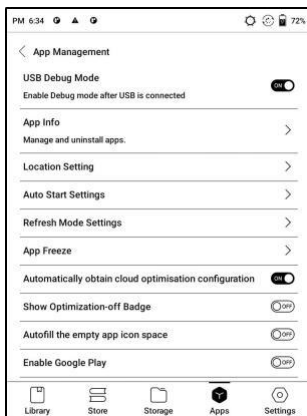 PM 6:34 72%
App Management
USB Debug Mode
ON
Enable Debug mode after USB is connected
App Info
Manage and uninstall apps.
Location Setting
Auto Start Settings
Refresh Mode Settings
App Freeze
Automatically obtain cloud optimisation configuration ON
Show Optimization-off Badge OFF
Autofill the empty app icon space OFF
Enable Google Play OFF
Library Store Storage Apps Settings